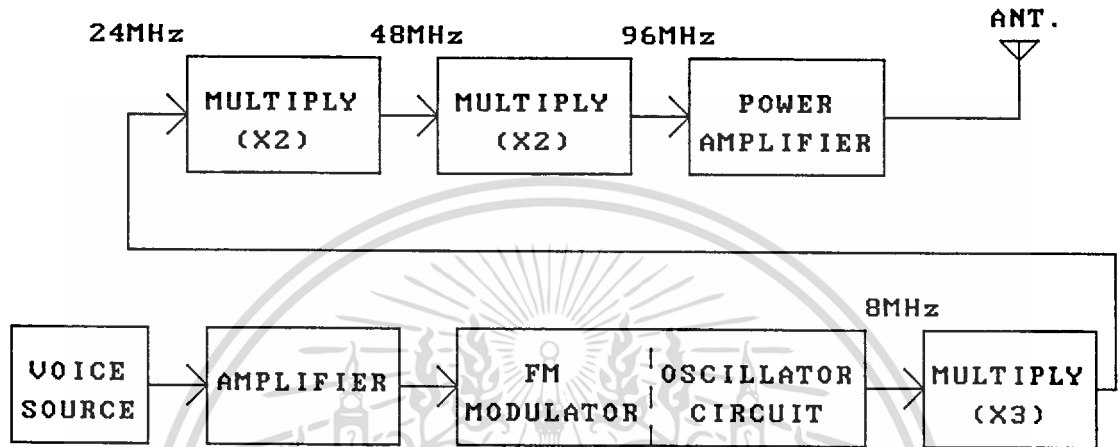 ANT.
24MHz
48MHz
96MHz
MULTIPLY
(X2)
MULTIPLY
(X2)
POWER
AMPLIFIER
8MHz
VOICE
SOURCE
AMPLIFIER
FM
MODULATOR
OSCILLATOR
CIRCUIT
MULTIPLY
(X3)